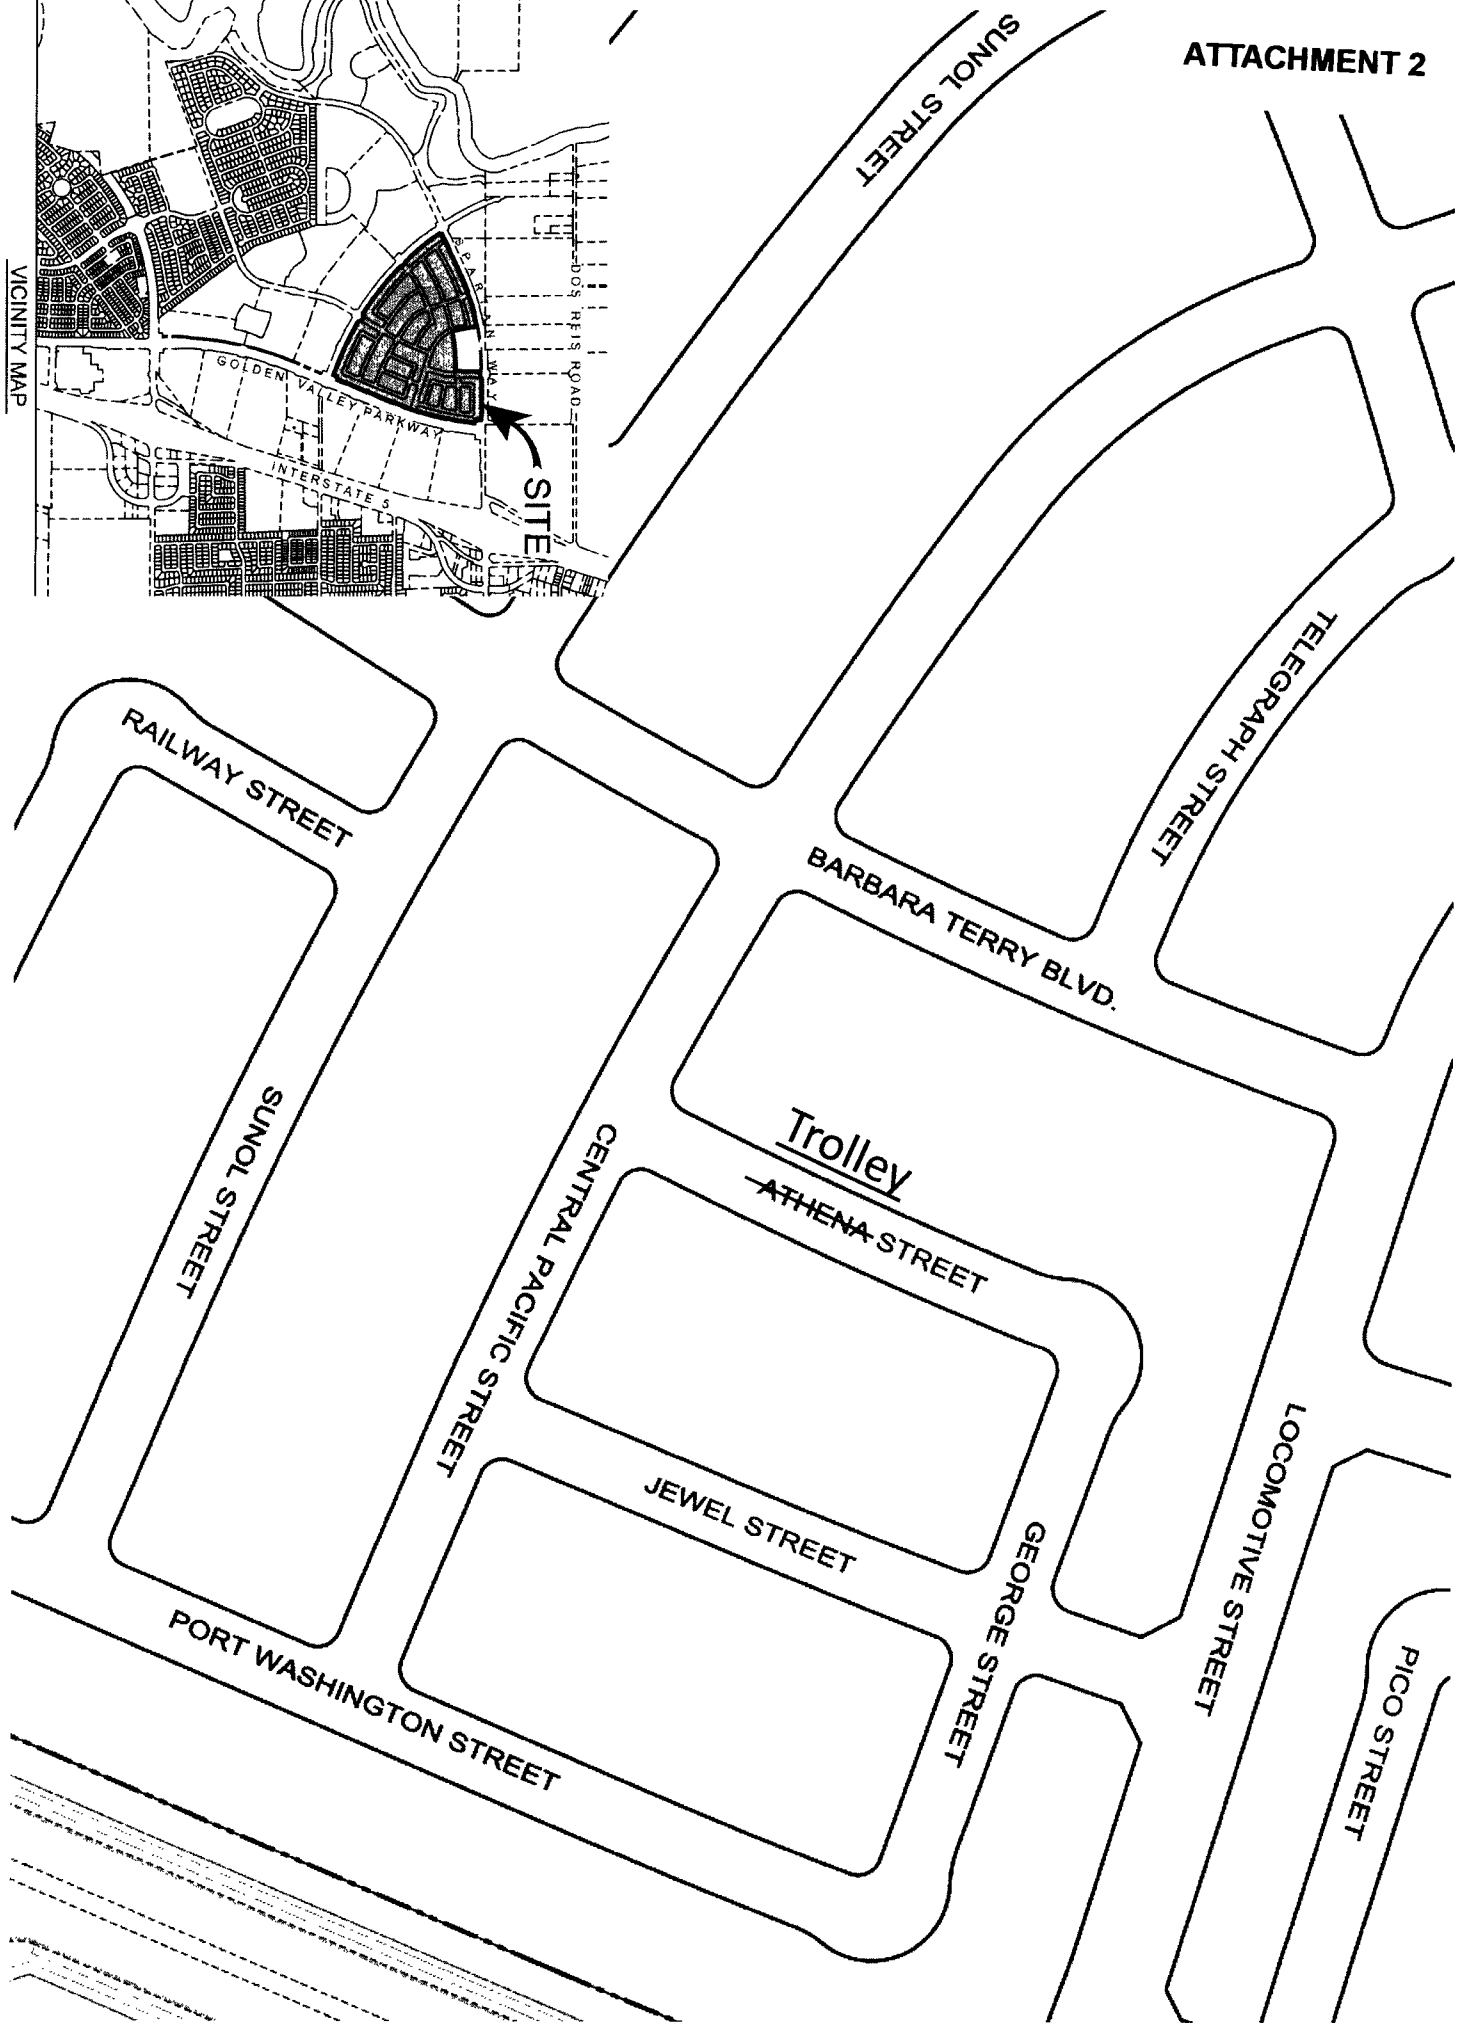 ATTACHMENT 2
SUNOL STREET
DOS REIS ROAD
SPARTAN WAY
GOLDEN VALLEY PARKWAY
INTERSTATE 5
SITE
VICINITY MAP
TELEGRAPH STREET
RAILWAY STREET
BARBARA TERRY BLVD.
SUNOL STREET
CENTRAL PACIFIC STREET
Trolley
ATHENA STREET
JEWEL STREET
GEORGE STREET
LOCOMOTIVE STREET
PICO STREET
PORT WASHINGTON STREET